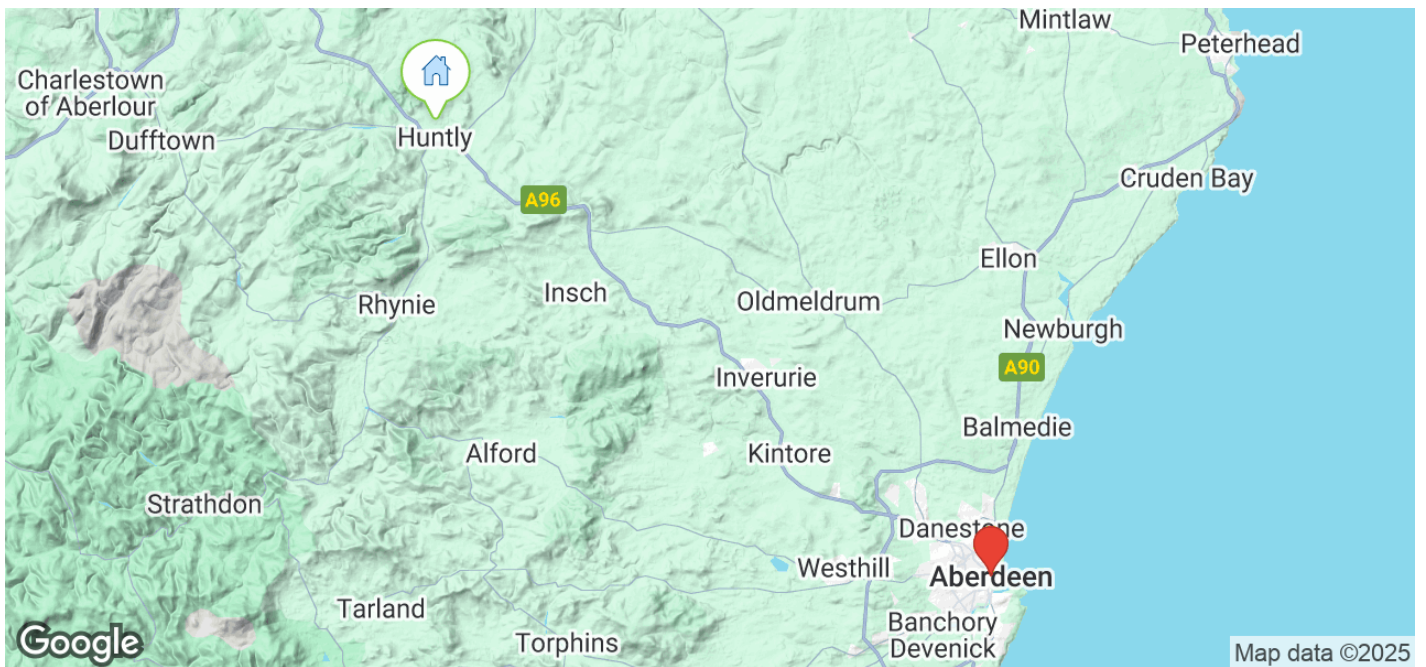 Mintlaw
Peterhead
Charlestown
of Aberlour
Dufftown
Huntly
Cruden Bay
A96
Ellon
Insch
Oldmeldrum
Rhynie
Newburgh
A90
Inverurie
Balmedie
Alford
Kintore
Strathdon
Danestone
Westhill
Aberdeen
Tarland
Banchory
Devenick
Torphins
Google
Map data ©2025